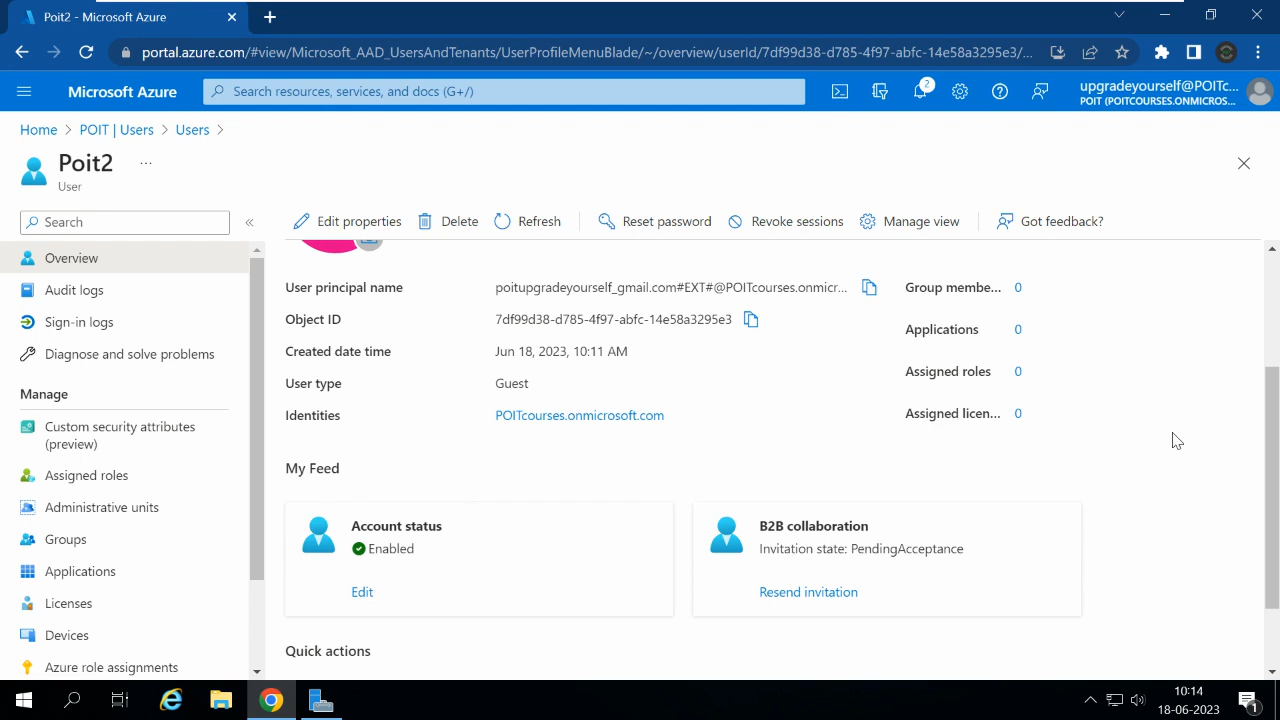 Poit2 - Microsoft Azure
portal.azure.com/#view/Microsoft_AAD_UsersAndTenants/UserProfileMenuBlade/~/overview/userId/7df99d38-d785-4f97-abfc-14e58a3295e3/...
Microsoft Azure
Search resources, services, and docs (G+/)
2
upgradeyourself@POITc...
POIT (POITCOURSES.ONMICROS...
Home > POIT | Users > Users >
Poit2 ...
User
Search «
Edit properties Delete Refresh Reset password Revoke sessions Manage view Got feedback?
Overview
Audit logs
Sign-in logs
Diagnose and solve problems
Manage
Custom security attributes
(preview)
Assigned roles
Administrative units
Groups
Applications
Licenses
Devices
Azure role assignments
User principal name poitupgradeyourself_gmail.com#EXT#@POITcourses.onmicr...
Object ID 7df99d38-d785-4f97-abfc-14e58a3295e3
Created date time Jun 18, 2023, 10:11 AM
User type Guest
Identities POITcourses.onmicrosoft.com
Group membe... 0
Applications 0
Assigned roles 0
Assigned licen... 0
My Feed
Account status
Enabled
Edit
B2B collaboration
Invitation state: PendingAcceptance
Resend invitation
Quick actions
10:14
18-06-2023
1